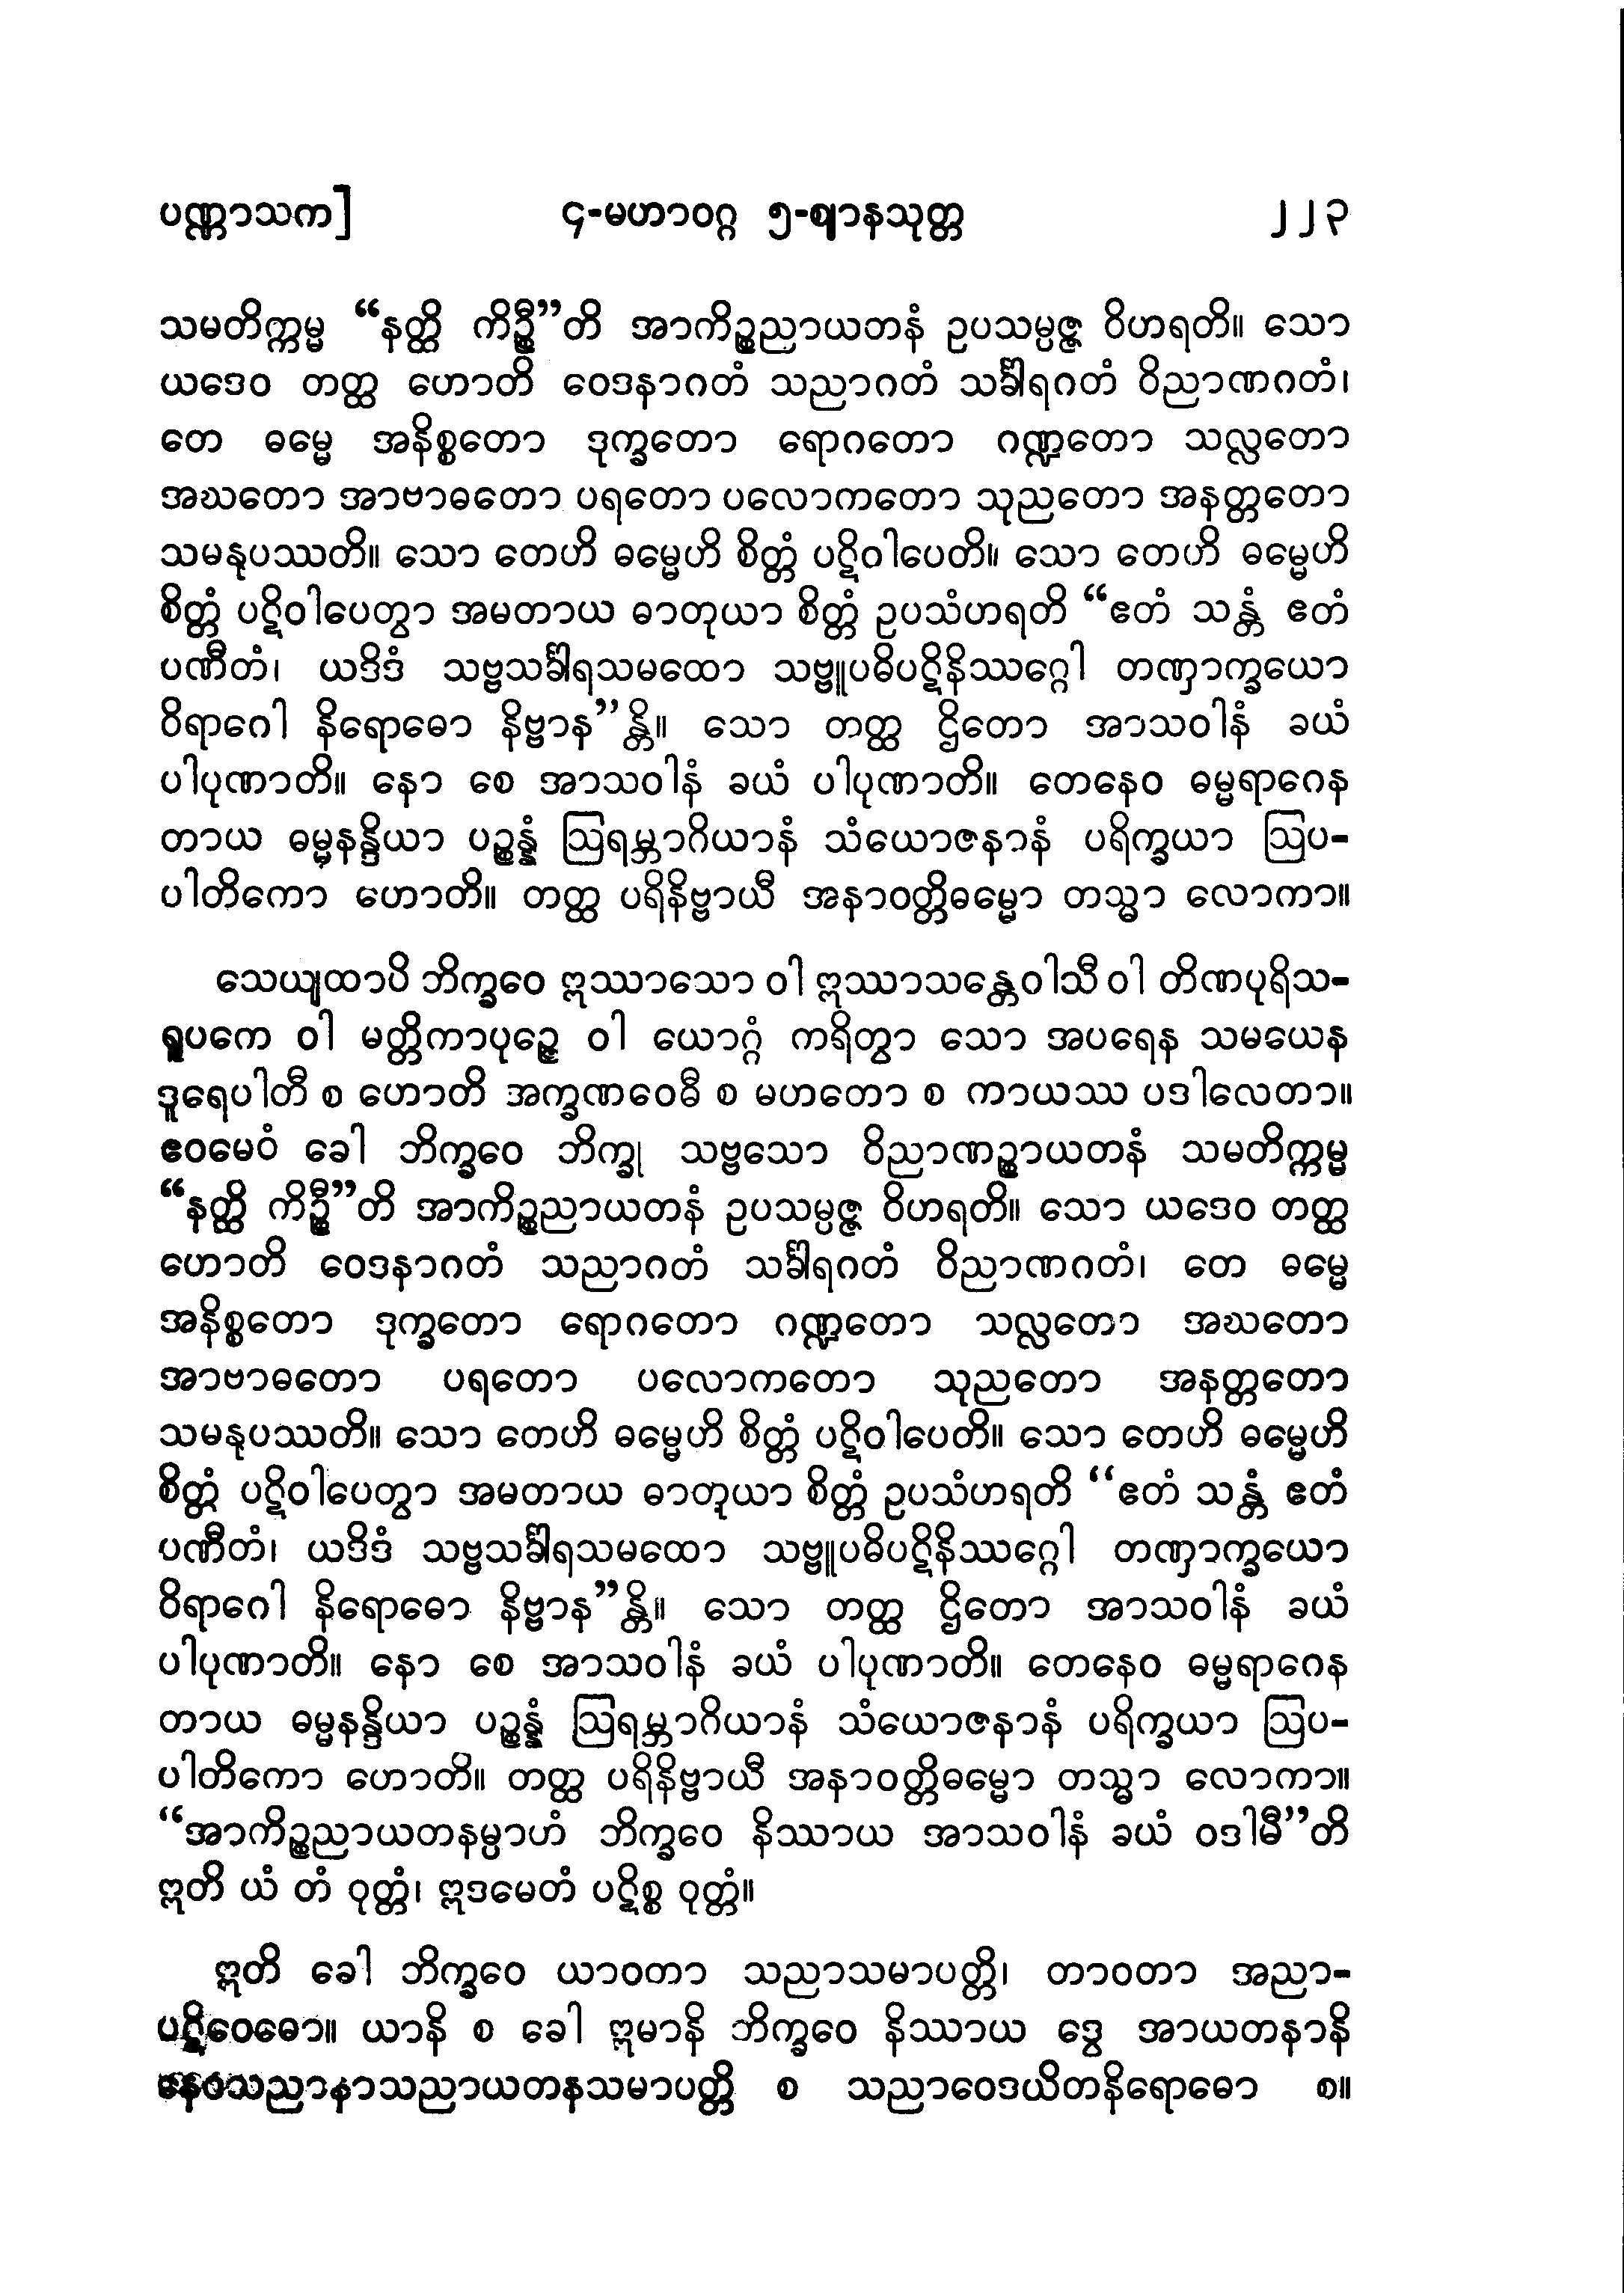 ပဏ္ဏာသက] ၄-မဟာဝဂ္ဂ ၅-ဈာနသုတ္တ ၂၂၃
သမတိက္ကမ္မ “နတ္ထိ ကိဉ္စီ”တိ အာကိဉ္စညာယတနံ ဥပသမ္ပဇ္ဇ ဝိဟရတိ။ သော
ယဒေဝ တတ္ထ ဟောတိ ဝေဒနာဂတံ သညာဂတံ သင်္ခါရဂတံ ဝိညာဏဂတံ၊
တေ ဓမ္မေ အနိစ္စတော ဒုက္ခတော ရောဂတော ဂဏ္ဍတော သလ္လတော
အဃတော အာဗာဓတော ပရတော ပလောကတော သုညတော အနတ္တတော
သမနုပဿတိ။ သော တေဟိ ဓမ္မေဟိ စိတ္တံ ပဋိဝါပေတိ။ သော တေဟိ ဓမ္မေဟိ
စိတ္တံ ပဋိဝါပေတွာ အမတာယ ဓာတုယာ စိတ္တံ ဥပသံဟရတိ “ဧတံ သန္တံ ဧတံ
ပဏီတံ၊ ယဒိဒံ သဗ္ဗသင်္ခါရသမထော သဗ္ဗူပဓိပဋိနိဿဂ္ဂေါ တဏှာက္ခယော
ဝိရာဂေါ နိရောဓော နိဗ္ဗာန”န္တိ။ သော တတ္ထ ဌိတော အာသဝါနံ ခယံ
ပါပုဏာတိ။ နော စေ အာသဝါနံ ခယံ ပါပုဏာတိ။ တေနေဝ ဓမ္မရာဂေန
တာယ ဓမ္မနန္ဒိယာ ပဉ္စန္နံ ဩရမ္ဘာဂိယာနံ သံယောဇနာနံ ပရိက္ခယာ ဩပ-
ပါတိကော ဟောတိ။ တတ္ထ ပရိနိဗ္ဗာယီ အနာဝတ္တိဓမ္မော တသ္မာ လောကာ။
သေယျထာပိ ဘိက္ခဝေ ဣဿာသော ဝါ ဣဿာသန္တေဝါသီ ဝါ တိဏပုရိသ-
ရူပကေ ဝါ မတ္တိကာပုဉ္ဇေ ဝါ ယောဂ္ဂံ ကရိတွာ သော အပရေန သမယေန
ဒူရေပါတီ စ ဟောတိ အက္ခဏဝေဓီ စ မဟတော စ ကာယဿ ပဒါလေတာ။
ဧဝမေဝံ ခေါ ဘိက္ခဝေ ဘိက္ခု သဗ္ဗသော ဝိညာဏဉ္စာယတနံ သမတိက္ကမ္မ
“နတ္ထိ ကိဉ္စီ”တိ အာကိဉ္စညာယတနံ ဥပသမ္ပဇ္ဇ ဝိဟရတိ။ သော ယဒေဝ တတ္ထ
ဟောတိ ဝေဒနာဂတံ သညာဂတံ သင်္ခါရဂတံ ဝိညာဏဂတံ၊ တေ ဓမ္မေ
အနိစ္စတော ဒုက္ခတော ရောဂတော ဂဏ္ဍတော သလ္လတော အဃတော
အာဗာဓတော ပရတော ပလောကတော သုညတော အနတ္တတော
သမနုပဿတိ။ သော တေဟိ ဓမ္မေဟိ စိတ္တံ ပဋိဝါပေတိ။ သော တေဟိ ဓမ္မေဟိ
စိတ္တံ ပဋိဝါပေတွာ အမတာယ ဓာတုယာ စိတ္တံ ဥပသံဟရတိ “ဧတံ သန္တံ ဧတံ
ပဏီတံ၊ ယဒိဒံ သဗ္ဗသင်္ခါရသမထော သဗ္ဗူပဓိပဋိနိဿဂ္ဂေါ တဏှာက္ခယော
ဝိရာဂေါ နိရောဓော နိဗ္ဗာန”န္တိ။ သော တတ္ထ ဌိတော အာသဝါနံ ခယံ
ပါပုဏာတိ။ နော စေ အာသဝါနံ ခယံ ပါပုဏာတိ။ တေနေဝ ဓမ္မရာဂေန
တာယ ဓမ္မနန္ဒိယာ ပဉ္စန္နံ ဩရမ္ဘာဂိယာနံ သံယောဇနာနံ ပရိက္ခယာ ဩပ-
ပါတိကော ဟောတိ။ တတ္ထ ပရိနိဗ္ဗာယီ အနာဝတ္တိဓမ္မော တသ္မာ လောကာ။
“အာကိဉ္စညာယတနမ္ပာဟံ ဘိက္ခဝေ နိဿာယ အာသဝါနံ ခယံ ဝဒါမီ”တိ
ဣတိ ယံ တံ ဝုတ္တံ၊ ဣဒမေတံ ပဋိစ္စ ဝုတ္တံ။
ဣတိ ခေါ ဘိက္ခဝေ ယာဝတာ သညာသမာပတ္တိ၊ တာဝတာ အညာ-
ပဋိဝေဓော။ ယာနိ စ ခေါ ဣမာနိ ဘိက္ခဝေ နိဿာယ ဒွေ အာယတနာနိ
နေဝသညာနာသညာယတနသမာပတ္တိ စ သညာဝေဒယိတနိရောဓော စ။